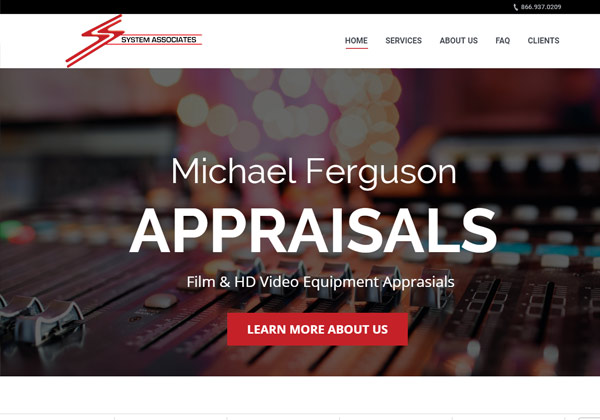 866.937.0209
SYSTEM ASSOCIATES
HOME SERVICES ABOUT US FAQ CLIENTS
Michael Ferguson
APPRAISALS
Film & HD Video Equipment Apprasials
LEARN MORE ABOUT US